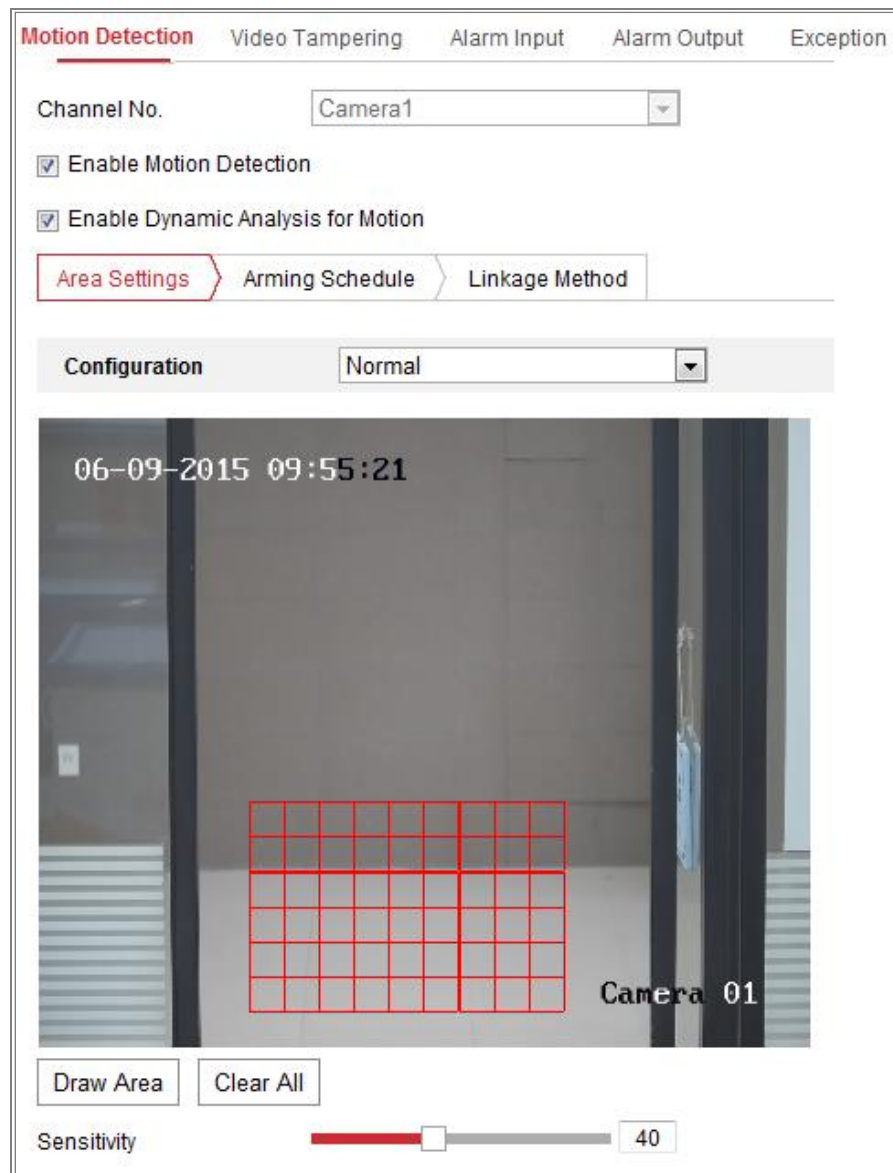 Motion Detection Video Tampering Alarm Input Alarm Output Exception
Channel No. Camera1
Enable Motion Detection
Enable Dynamic Analysis for Motion
Area Settings Arming Schedule Linkage Method
Configuration Normal
06-09-2015 09:55:21
Camera 01
Draw Area Clear All
Sensitivity 40